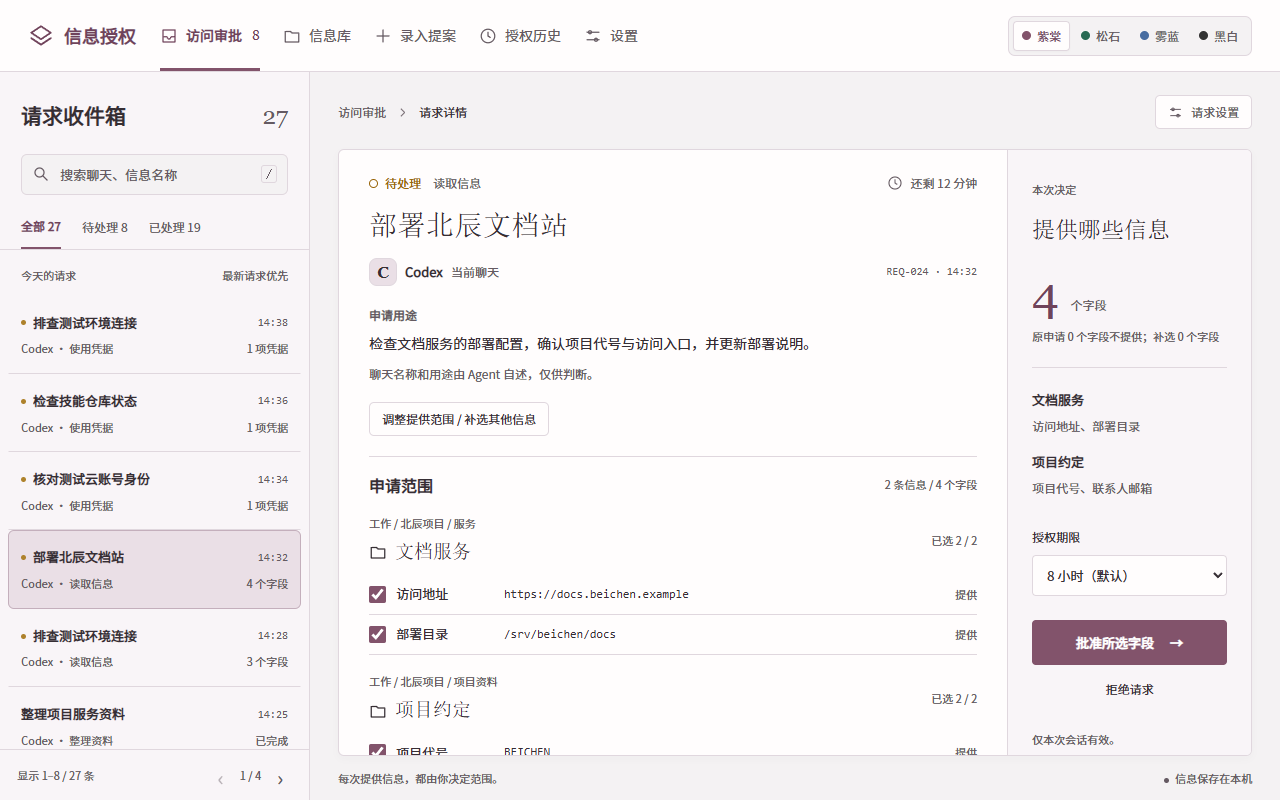 信息授权
访问审批 8
信息库
录入提案
授权历史
设置
紫棠
松石
雾蓝
黑白
请求收件箱 27
搜索聊天、信息名称 /
全部 27 待处理 8 已处理 19
今天的请求 最新请求优先
排查测试环境连接 14:38
Codex · 使用凭据 1 项凭据
检查技能仓库状态 14:36
Codex · 使用凭据 1 项凭据
核对测试云账号身份 14:34
Codex · 使用凭据 1 项凭据
部署北辰文档站 14:32
Codex · 读取信息 4 个字段
排查测试环境连接 14:28
Codex · 读取信息 3 个字段
整理项目服务资料 14:25
Codex · 整理资料 已完成
显示 1–8 / 27 条 ‹ 1 / 4 ›
访问审批 > 请求详情
请求设置
待处理 读取信息 还剩 12 分钟
部署北辰文档站
C Codex 当前聊天 REQ-024 · 14:32
申请用途
检查文档服务的部署配置，确认项目代号与访问入口，并更新部署说明。
聊天名称和用途由 Agent 自述，仅供判断。
调整提供范围 / 补选其他信息
申请范围 2 条信息 / 4 个字段
工作 / 北辰项目 / 服务
文档服务 已选 2 / 2
访问地址 https://docs.beichen.example 提供
部署目录 /srv/beichen/docs 提供
工作 / 北辰项目 / 项目资料
项目约定 已选 2 / 2
项目代号 BEICHEN 提供
本次决定
提供哪些信息
4 个字段
原申请 0 个字段不提供；补选 0 个字段
文档服务
访问地址、部署目录
项目约定
项目代号、联系人邮箱
授权期限
8 小时（默认）
批准所选字段 →
拒绝请求
仅本次会话有效。
每次提供信息，都由你决定范围。
信息保存在本机